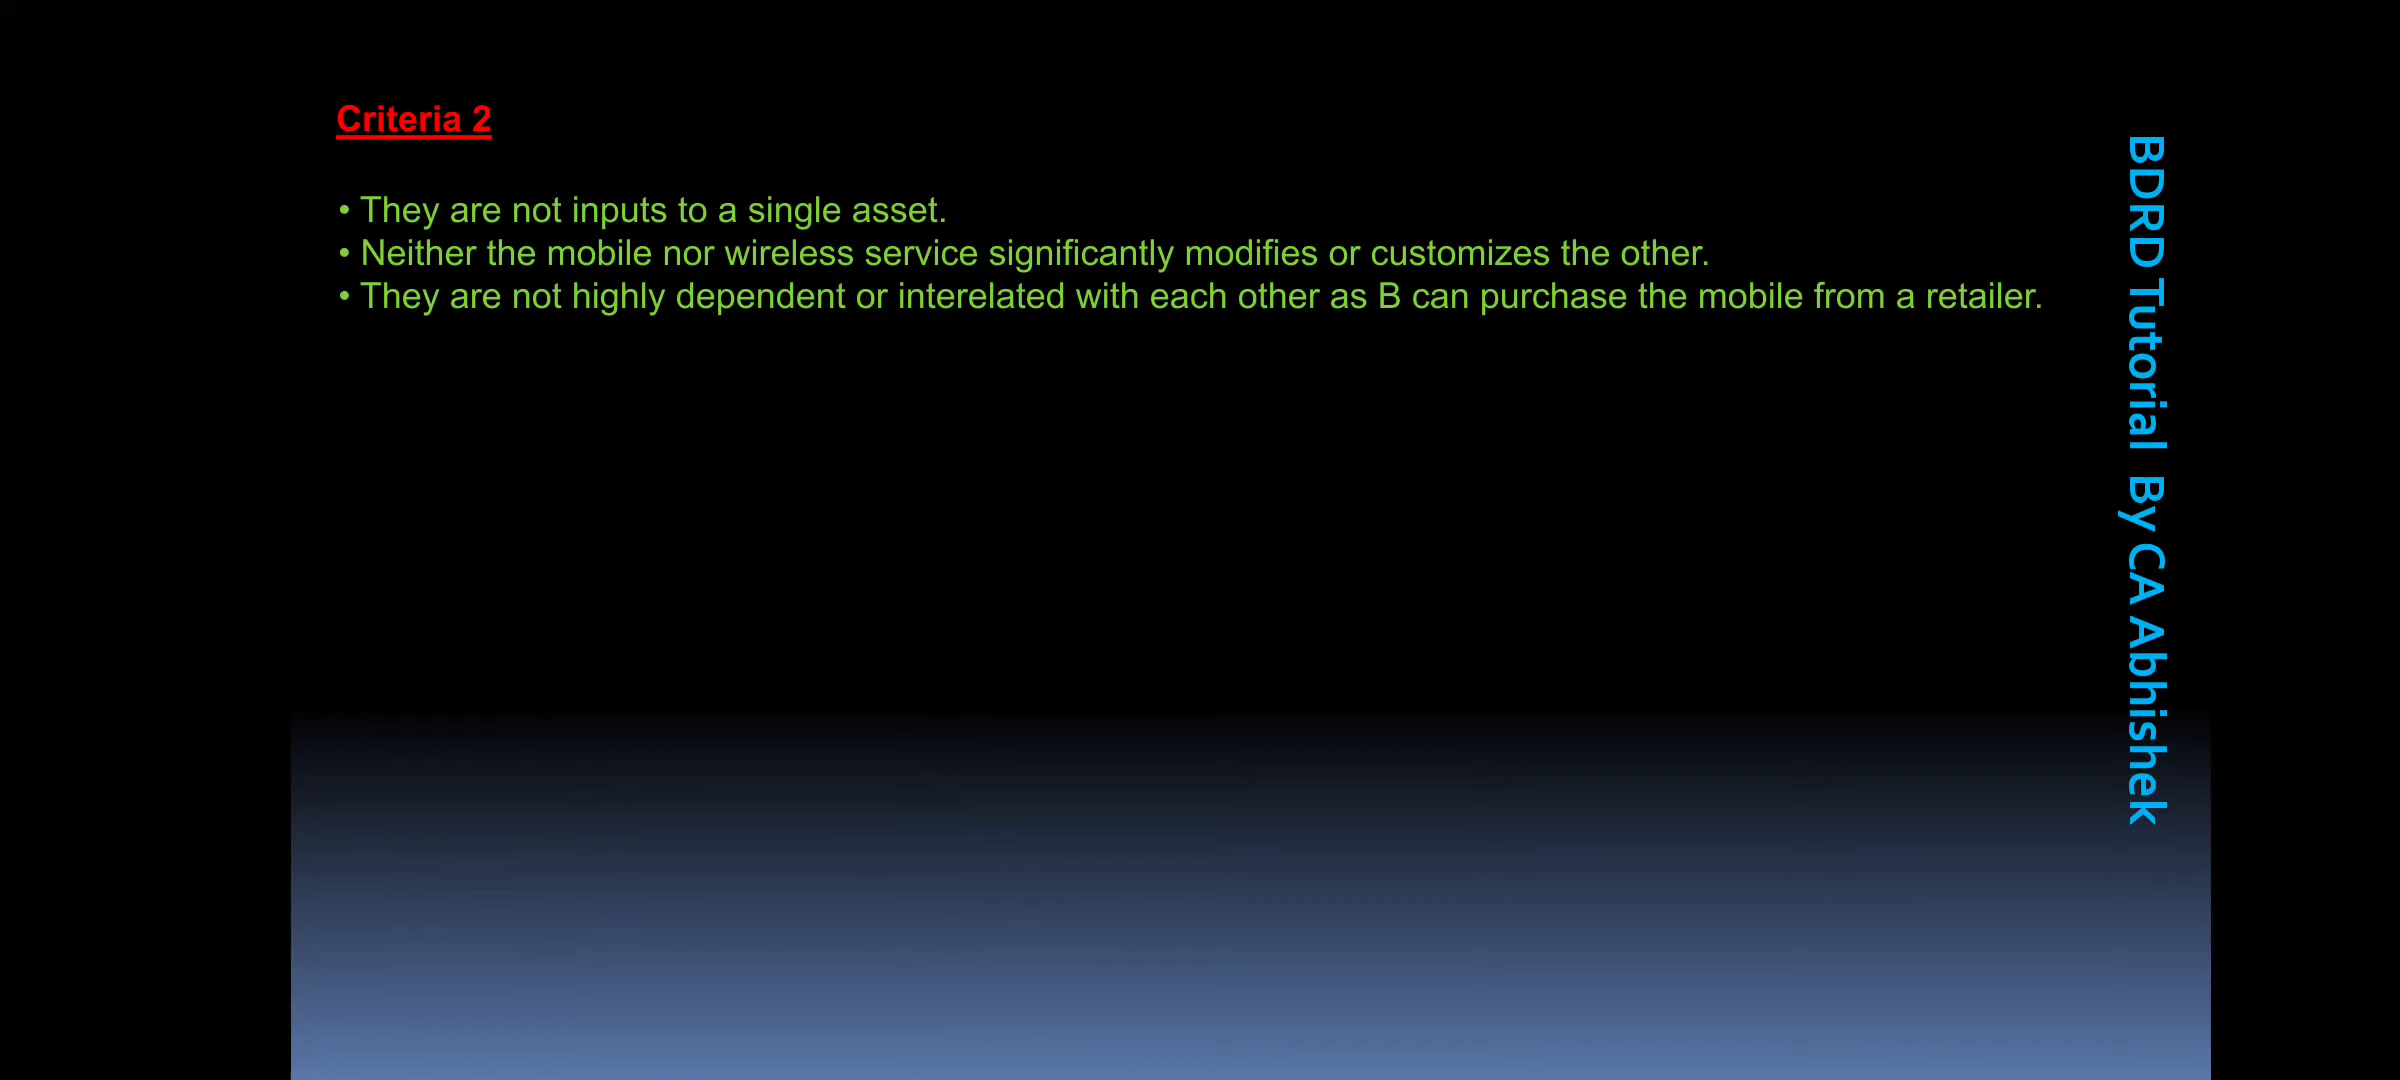 Criteria 2
• They are not inputs to a single asset.
• Neither the mobile nor wireless service significantly modifies or customizes the other.
• They are not highly dependent or interelated with each other as B can purchase the mobile from a retailer.
BDRD Tutorial By CA Abhishek